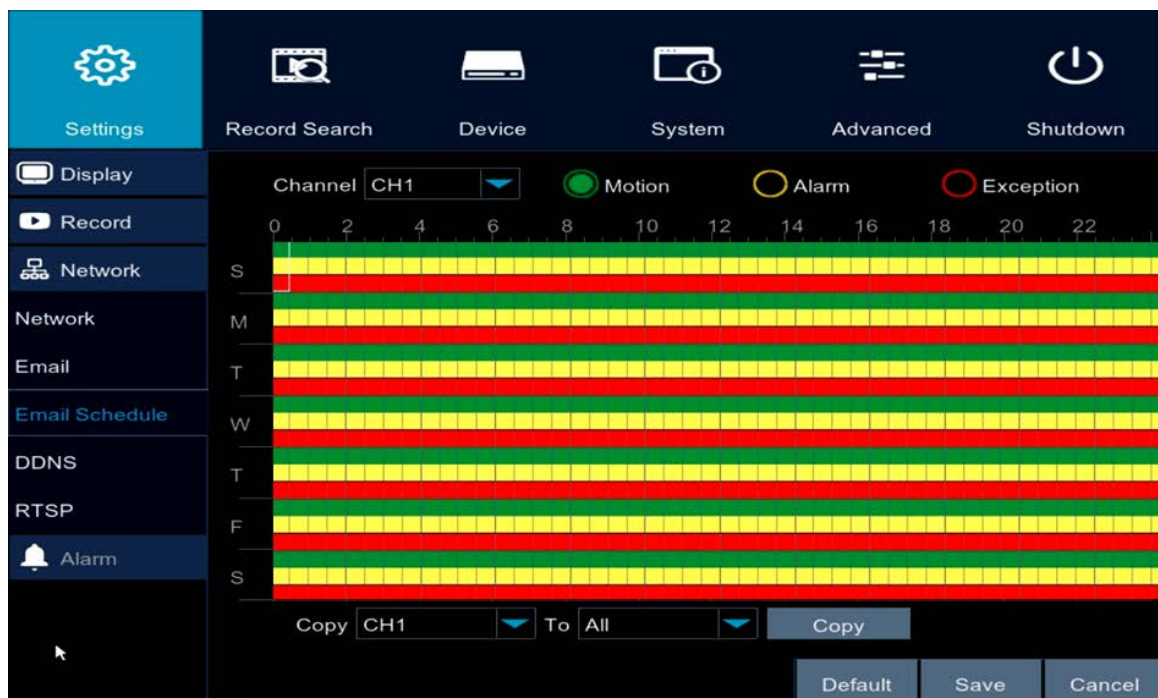 Settings Record Search Device System Advanced Shutdown
Display
Record
Network
Network
Email
Email Schedule
DDNS
RTSP
Alarm
Channel CH1 Motion Alarm Exception
0 2 4 6 8 10 12 14 16 18 20 22
S
M
T
W
T
F
S
Copy CH1 To All Copy
Default Save Cancel